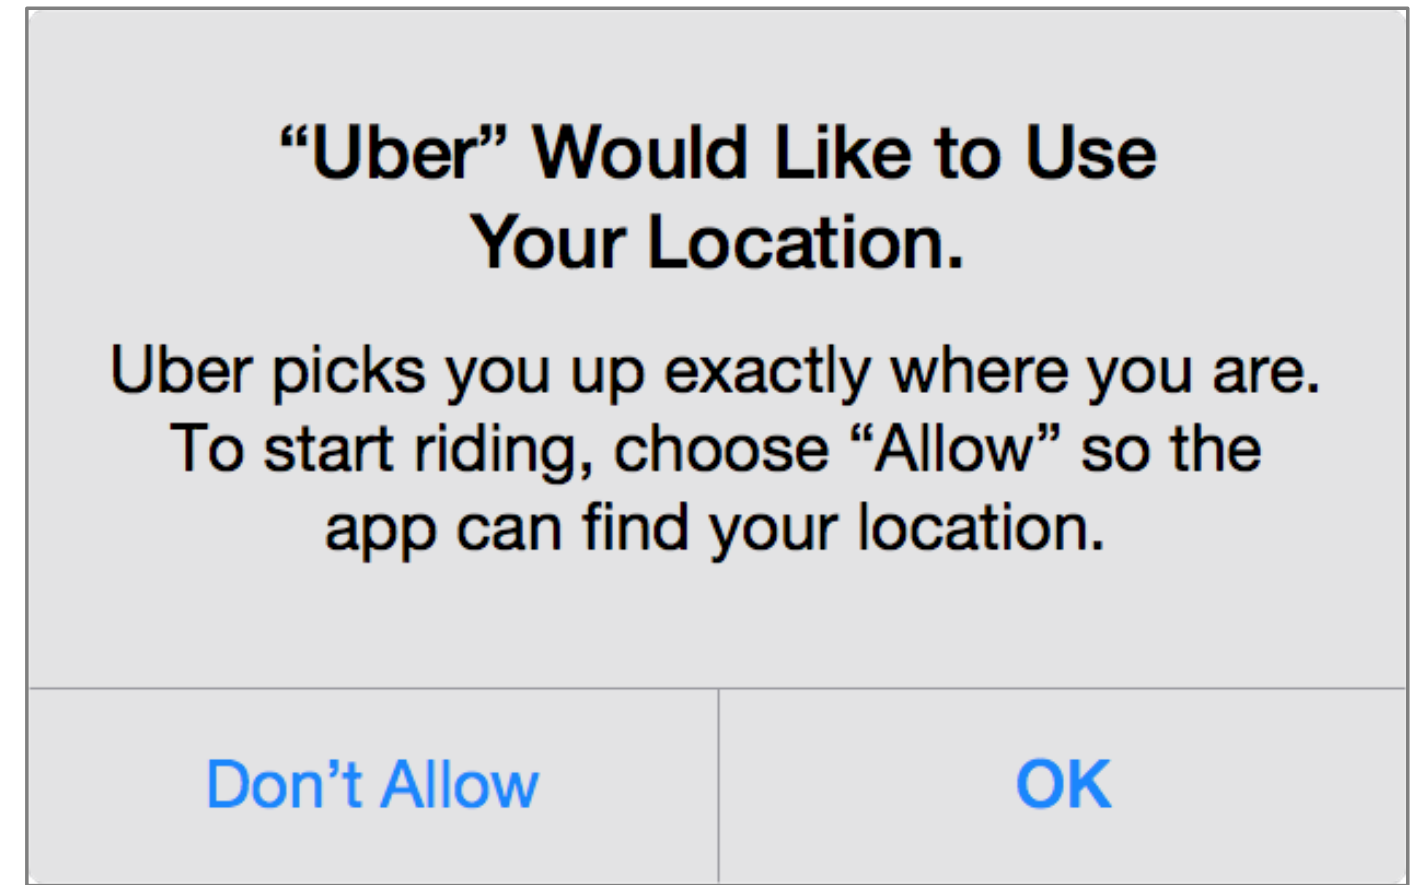 “Uber” Would Like to Use
Your Location.
Uber picks you up exactly where you are.
To start riding, choose “Allow” so the
app can find your location.
Don’t Allow
OK